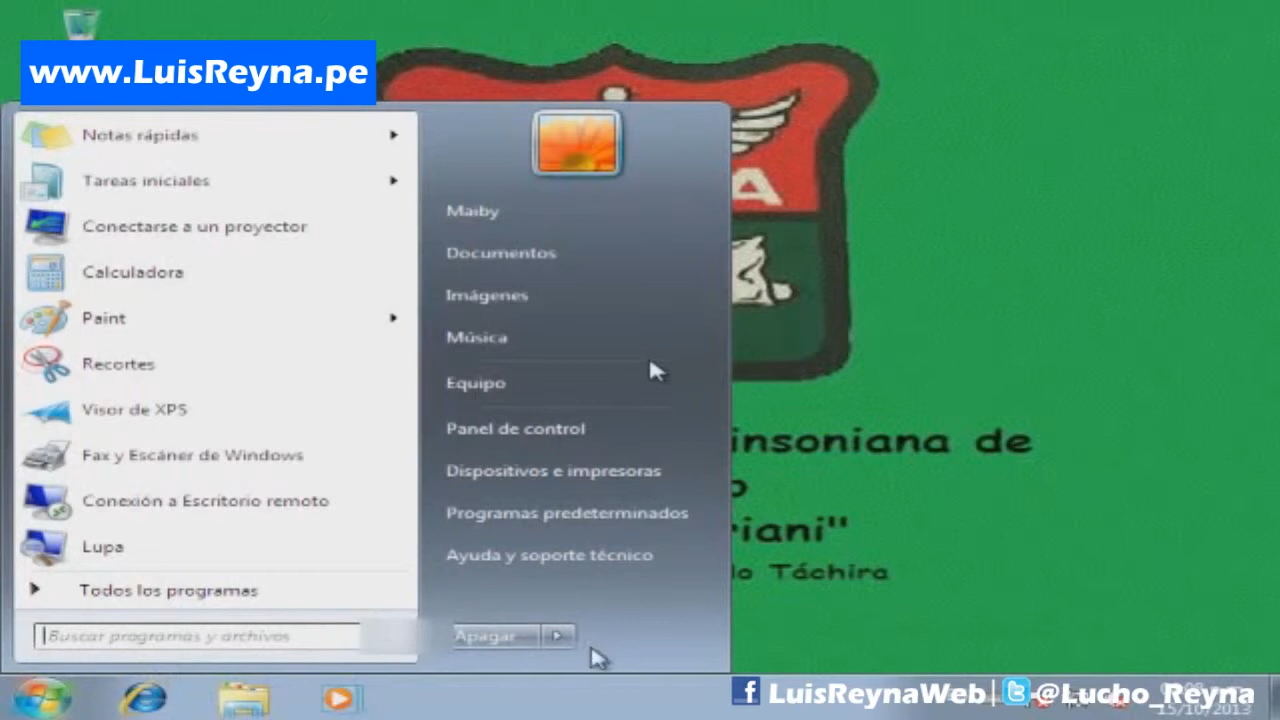 www.LuisReyna.pe
Notas rápidas
Tareas iniciales
Conectarse a un proyector
Calculadora
Paint
Recortes
Visor de XPS
Fax y Escáner de Windows
Conexión a Escritorio remoto
Lupa
Todos los programas
Buscar programas y archivos
Maiby
Documentos
Imágenes
Música
Equipo
Panel de control
Dispositivos e impresoras
Programas predeterminados
Ayuda y soporte técnico
Apagar
A
insoniana de
o
riani"
lo Táchira
LuisReynaWeb | @Lucho_Reyna
15/10/2013